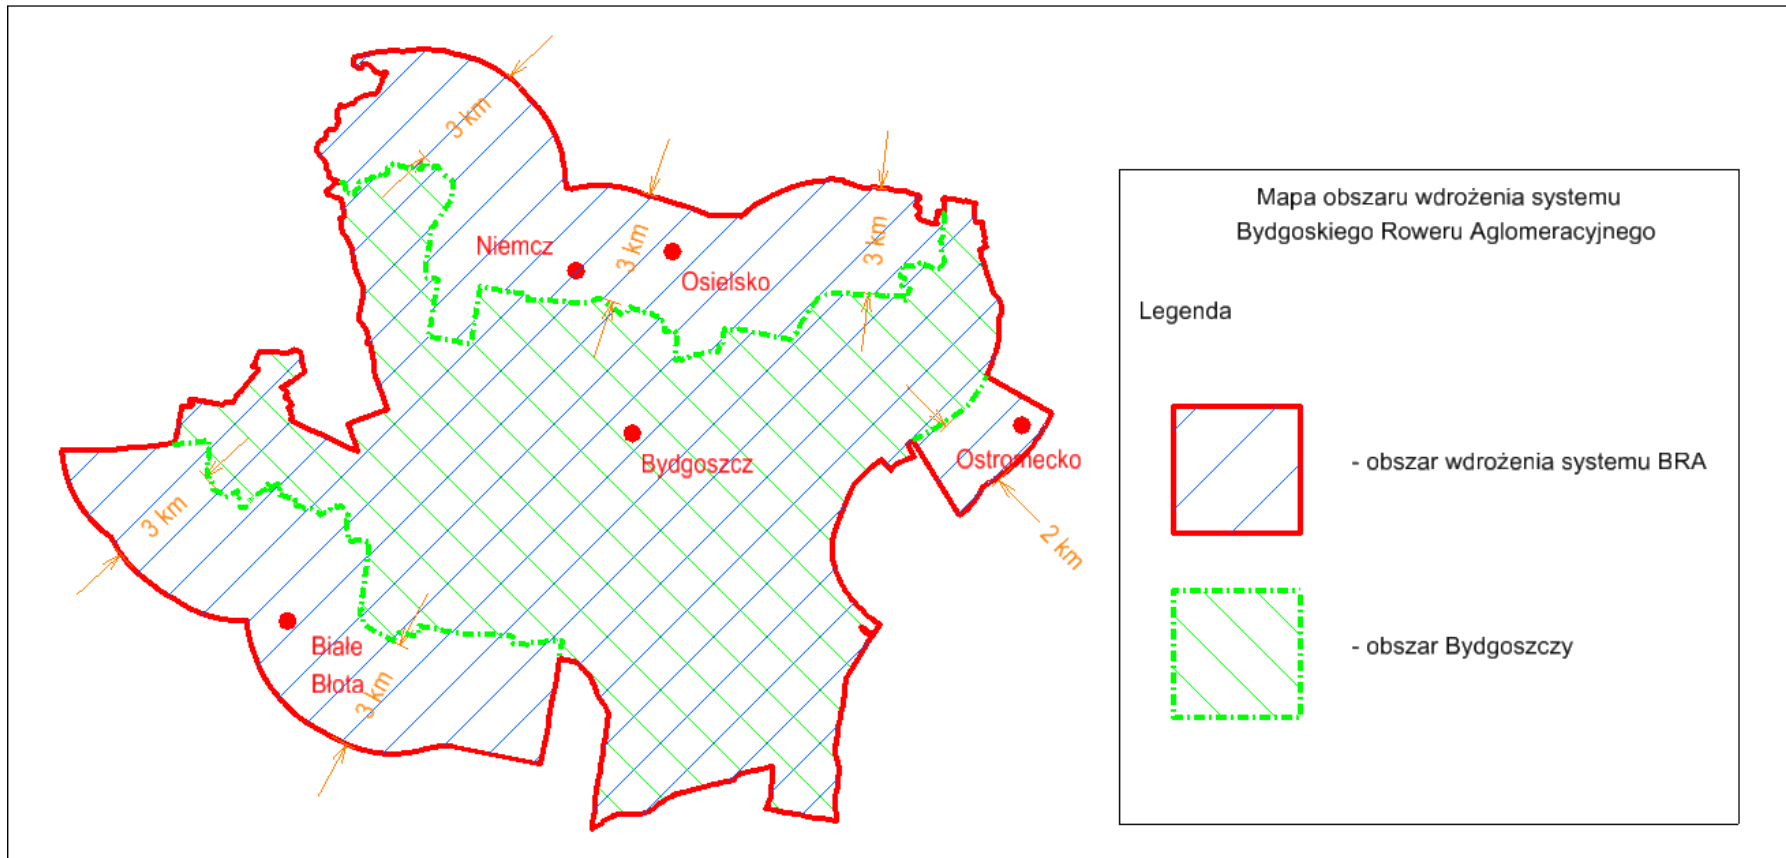 3 km
Niemcz
3 km
Osielsko
3 km
Bydgoszcz
Ostromecko
3 km
2 km
Białe
Błota
3 km
Mapa obszaru wdrożenia systemu
Bydgoskiego Roweru Aglomeracyjnego
Legenda
- obszar wdrożenia systemu BRA
- obszar Bydgoszczy